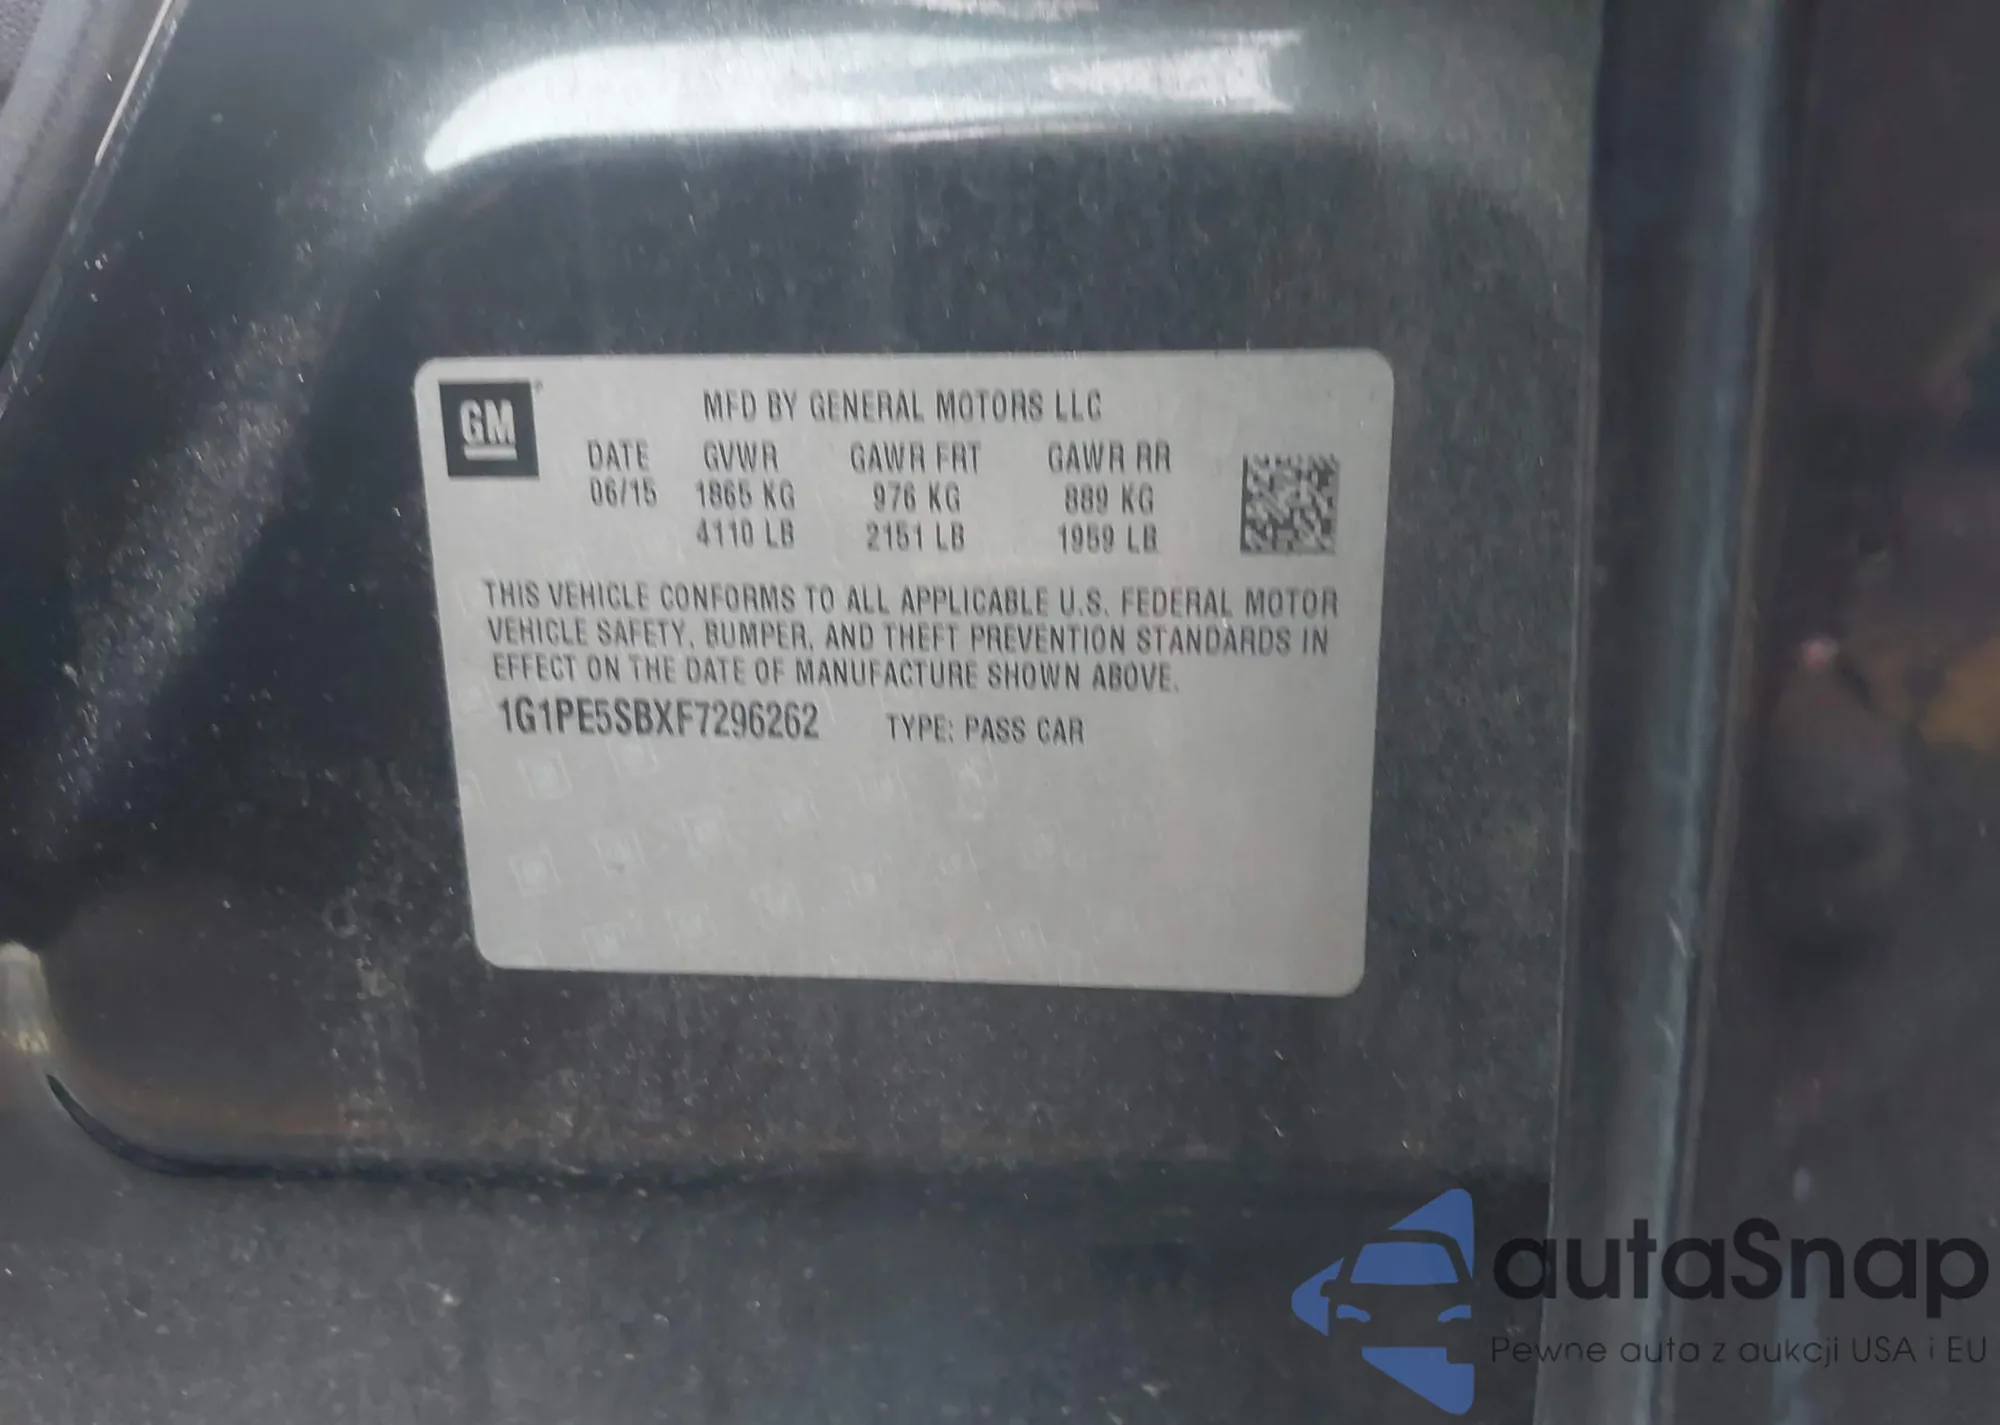 GM
MFD BY GENERAL MOTORS LLC
DATE GVWR GAWR FRT GAWR RR
06/15 1865 KG 976 KG 889 KG
4110 LB 2151 LB 1959 LB
THIS VEHICLE CONFORMS TO ALL APPLICABLE U.S. FEDERAL MOTOR
VEHICLE SAFETY, BUMPER, AND THEFT PREVENTION STANDARDS IN
EFFECT ON THE DATE OF MANUFACTURE SHOWN ABOVE.
1G1PE5SBXF7296262 TYPE: PASS CAR
autaSnap
Pewne auta z aukcji USA i EU